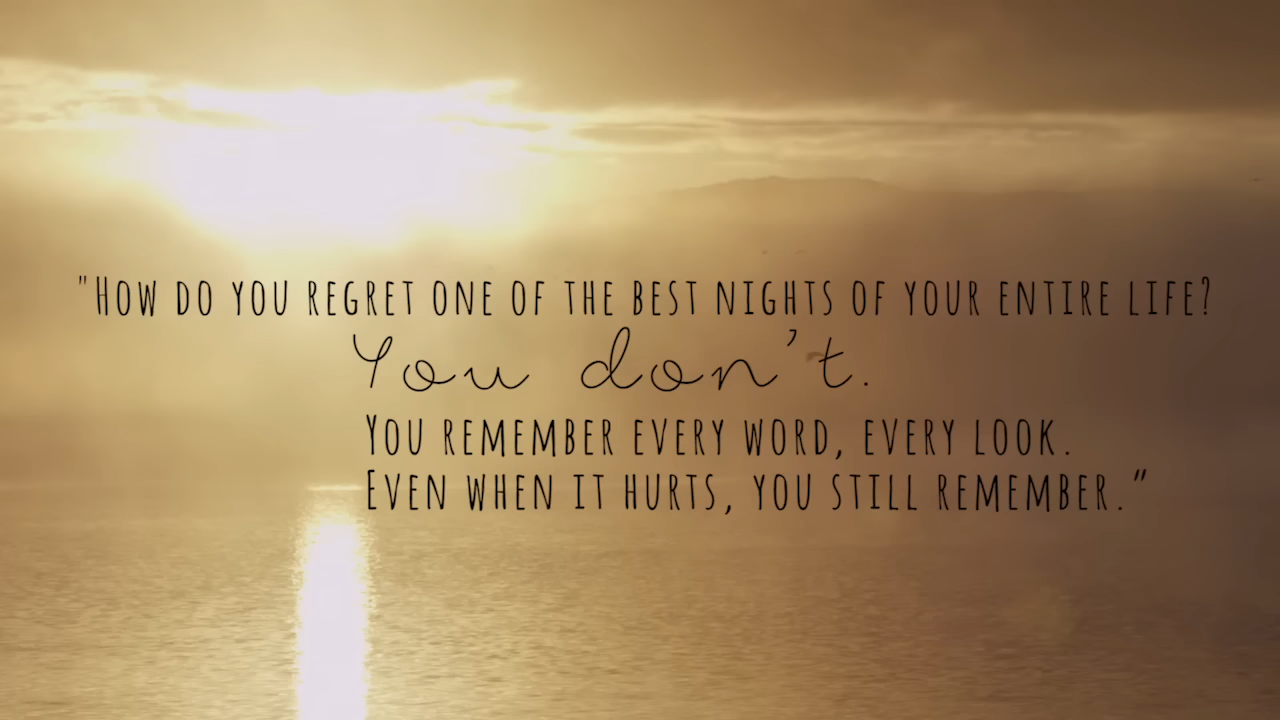 "How do you regret one of the best nights of your entire life?
You don't.
You remember every word, every look.
Even when it hurts, you still remember."